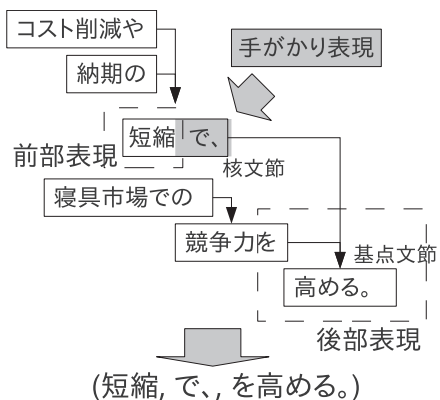 コスト削減や
手がかり表現
納期の
短縮で、
前部表現
核文節
寝具市場での
競争力を
基点文節
高める。
後部表現
(短縮, で、, を高める。)